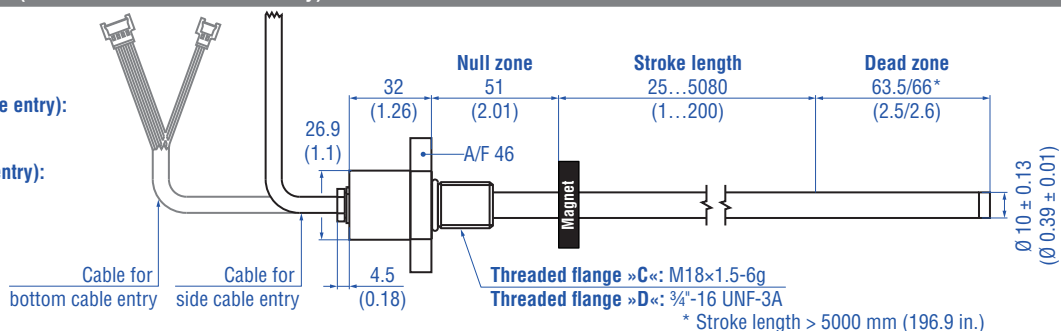 e entry):
entry):
Null zone
Stroke length
Dead zone
32
51
25…5080
63.5/66*
(1.26)
(2.01)
(1…200)
(2.5/2.6)
26.9
(1.1)
A/F 46
Magnet
Ø 10 ± 0.13
(Ø 0.39 ± 0.01)
Cable for
bottom cable entry
Cable for
side cable entry
4.5
(0.18)
Threaded flange »C«: M18×1.5-6g
Threaded flange »D«: ¾"-16 UNF-3A
* Stroke length > 5000 mm (196.9 in.)